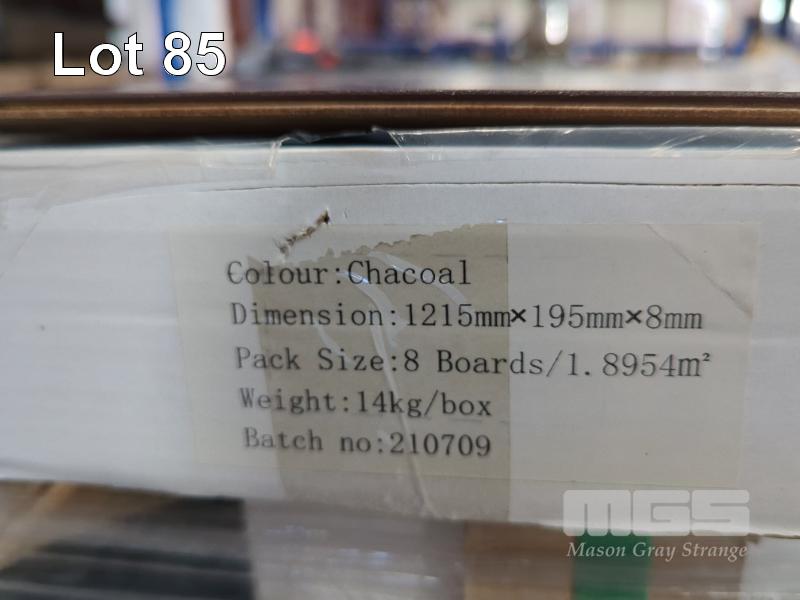 Lot 85
Colour:Chacoal
Dimension:1215mm×195mm×8mm
Pack Size:8 Boards/1.8954m²
Weight:14kg/box
Batch no:210709
MGS
Mason Gray Strange